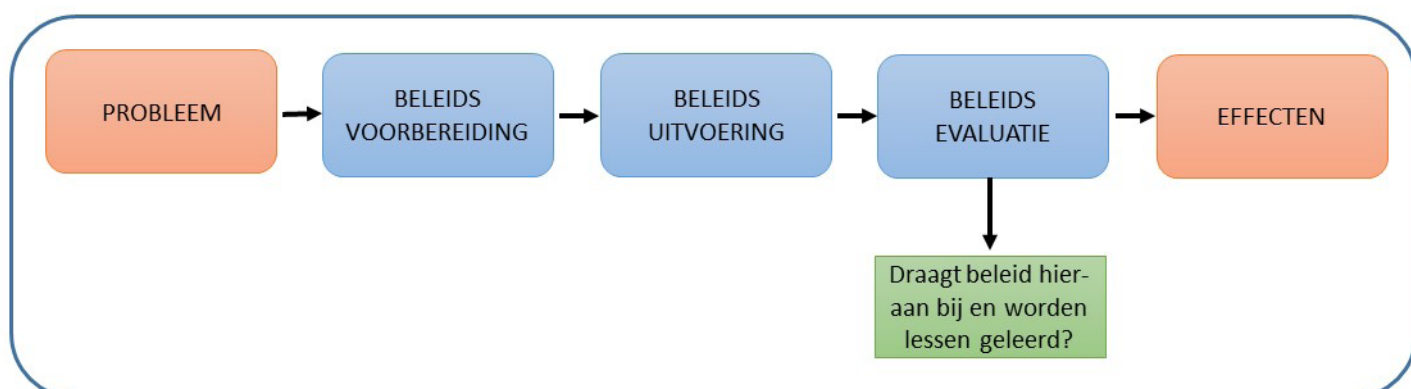 PROBLEEM
BELEIDS
VOORBEREIDING
BELEIDS
UITVOERING
BELEIDS
EVALUATIE
EFFECTEN
Draagt beleid hier-
aan bij en worden
lessen geleerd?